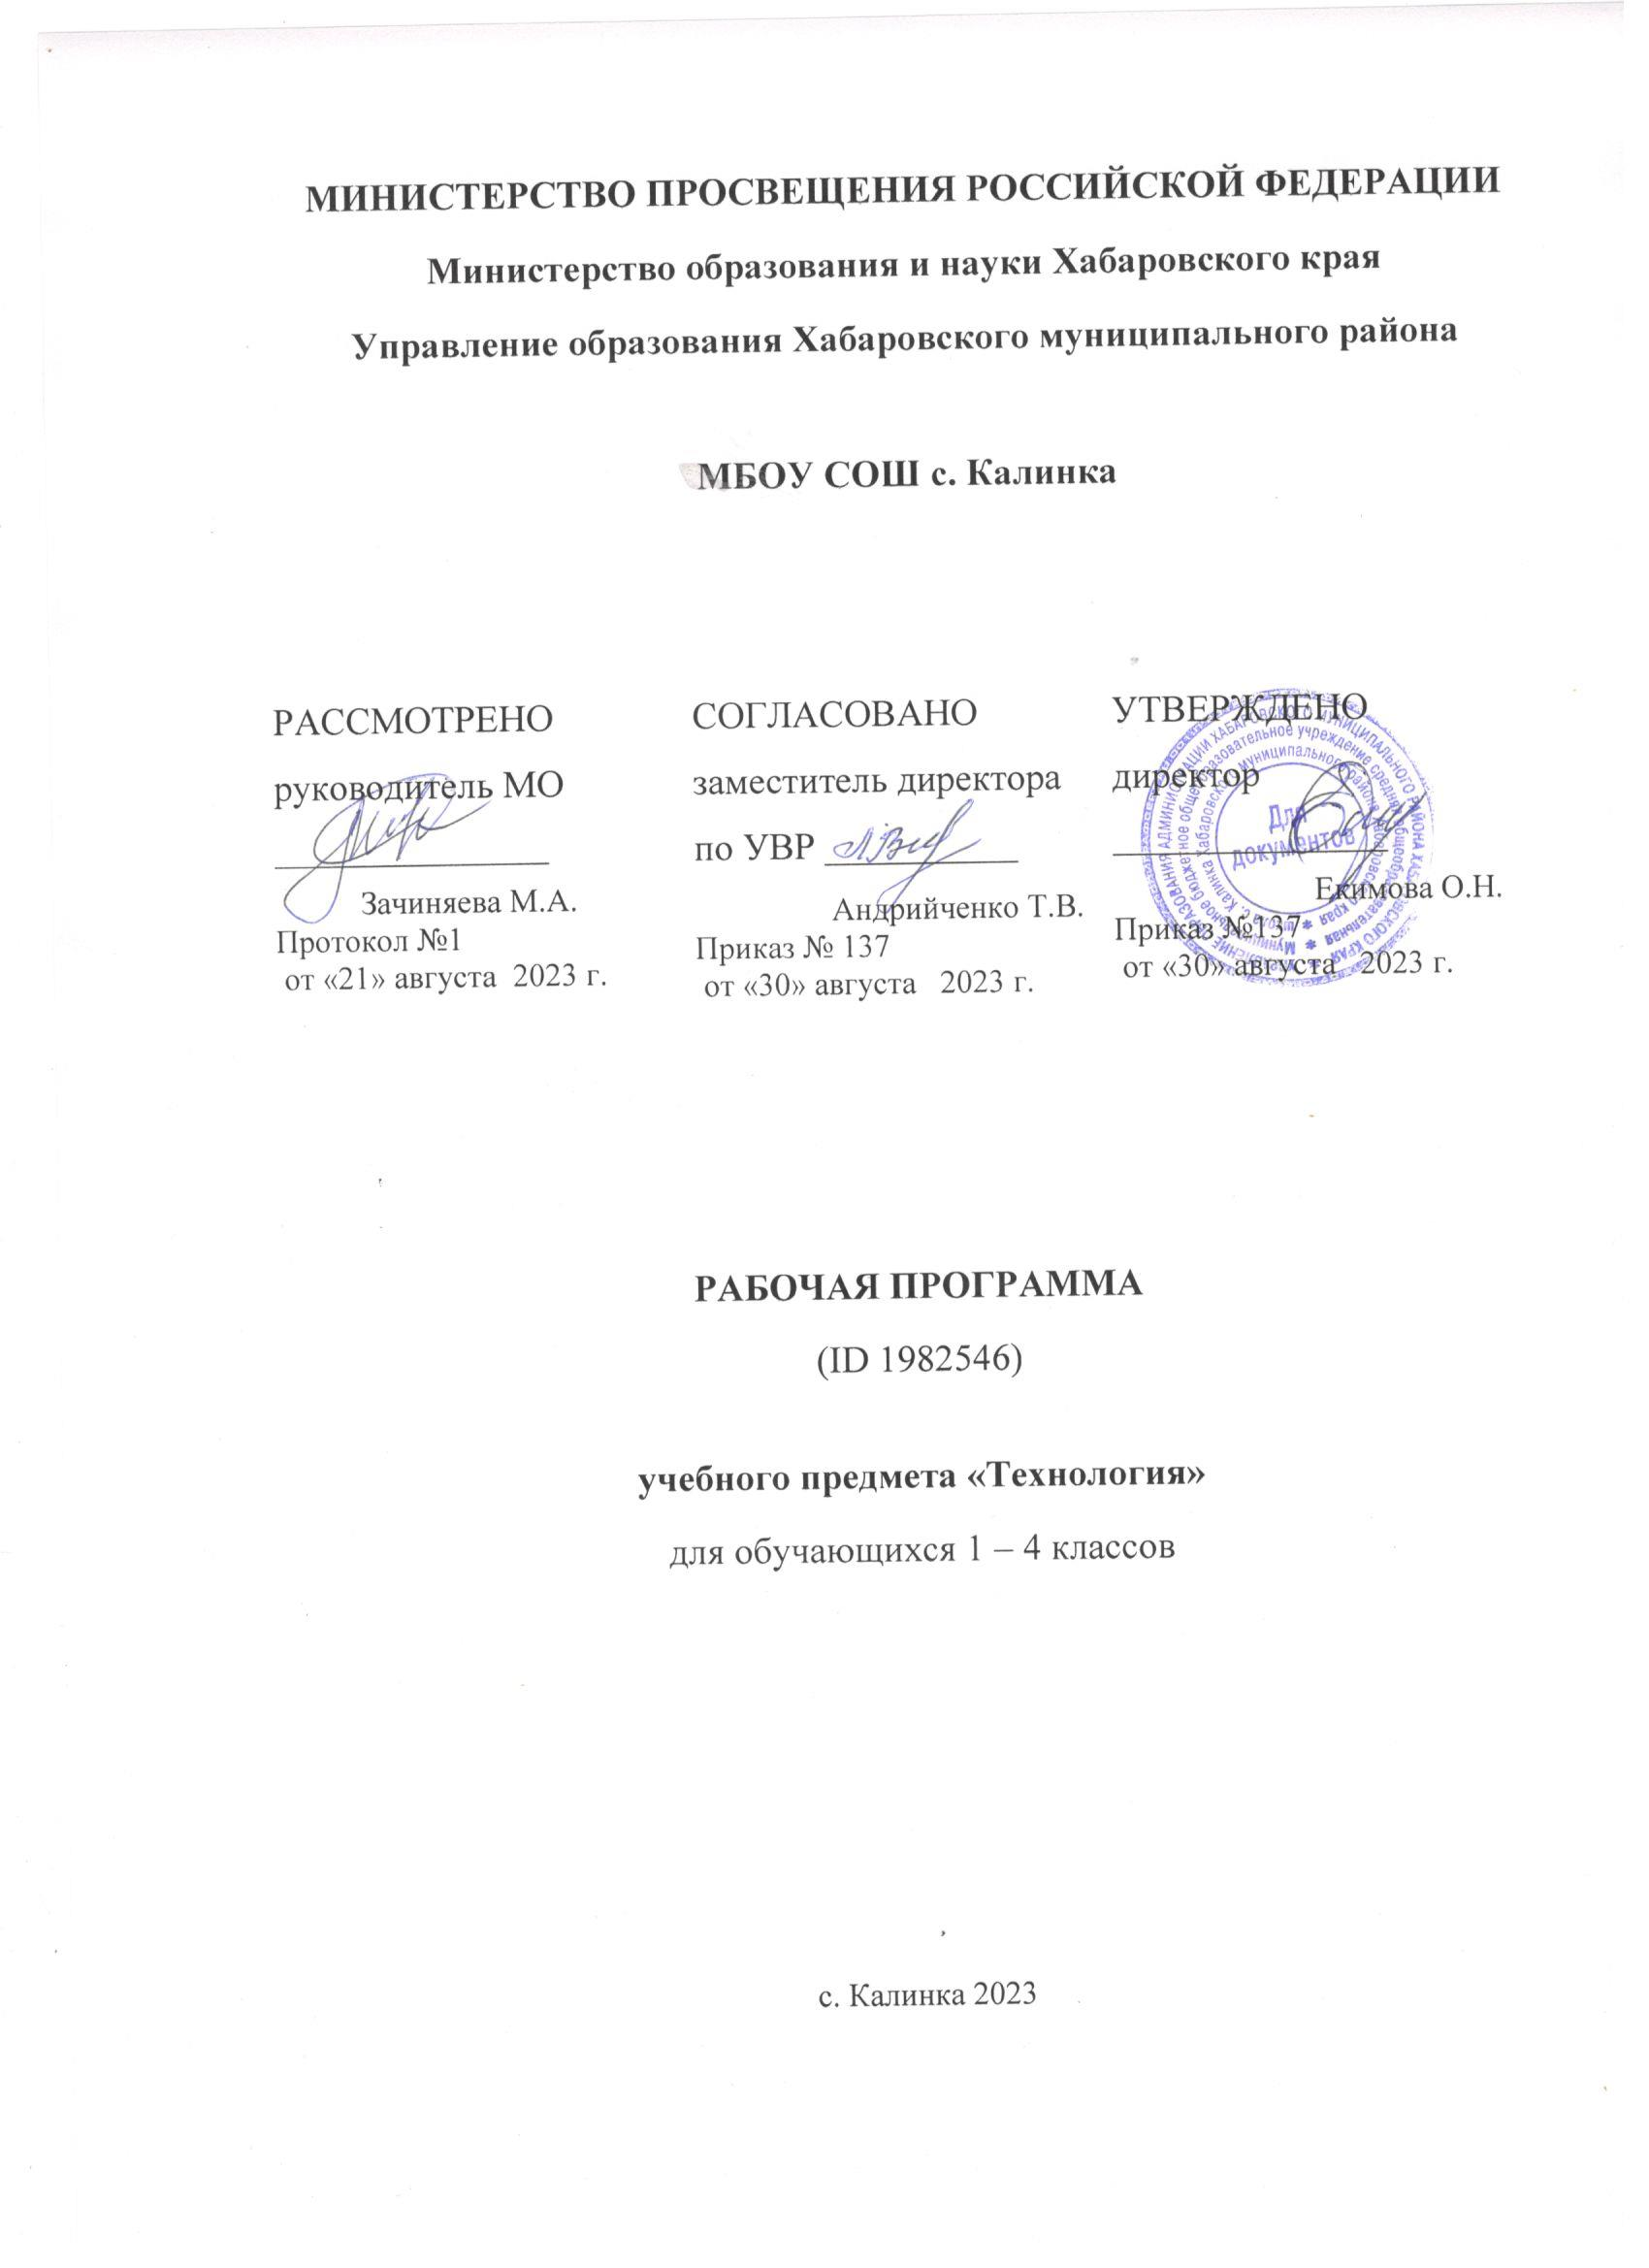 МИНИСТЕРСТВО ПРОСВЕЩЕНИЯ РОССИЙСКОЙ ФЕДЕРАЦИИ
Министерство образования и науки Хабаровского края
Управление образования Хабаровского муниципального района
МБОУ СОШ с. Калинка
РАССМОТРЕНО
руководитель МО
Зачиняева М.А.
Протокол №1
от «21» августа 2023 г.
СОГЛАСОВАНО
заместитель директора
по УВР
Андрийченко Т.В.
Приказ № 137
от «30» августа 2023 г.
УТВЕРЖДЕНО
директор
Екимова О.Н.
Приказ №137
от «30» августа 2023 г.
Для
документов
РАБОЧАЯ ПРОГРАММА
(ID 1982546)
учебного предмета «Технология»
для обучающихся 1 – 4 классов
с. Калинка 2023